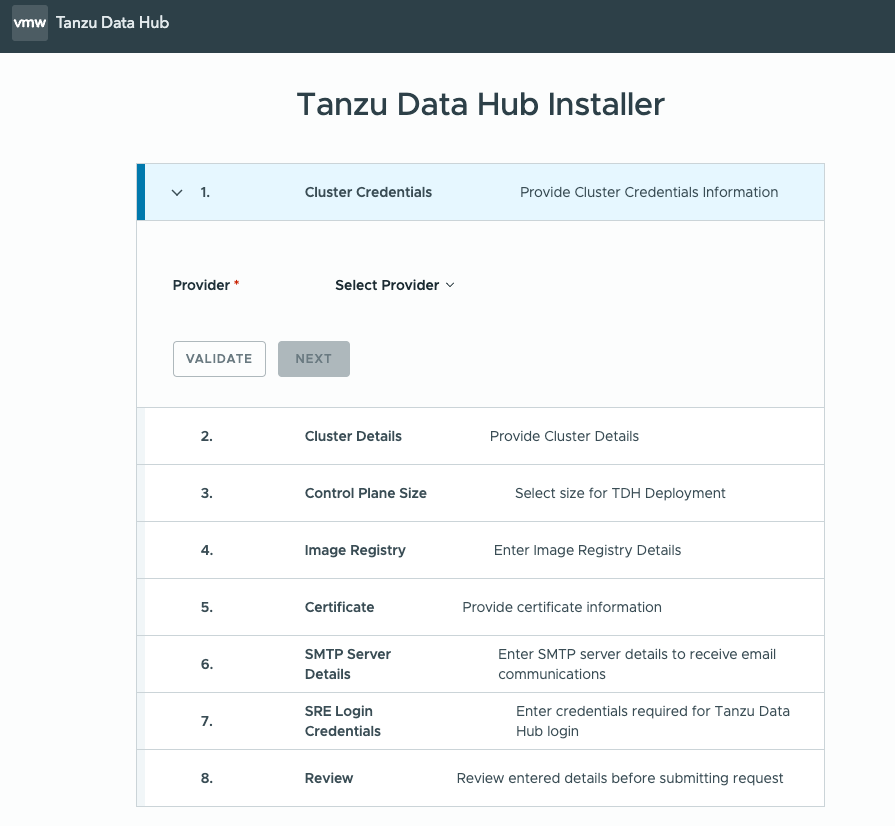 vmw Tanzu Data Hub
Tanzu Data Hub Installer
1. Cluster Credentials Provide Cluster Credentials Information
Provider * Select Provider
VALIDATE NEXT
2. Cluster Details Provide Cluster Details
3. Control Plane Size Select size for TDH Deployment
4. Image Registry Enter Image Registry Details
5. Certificate Provide certificate information
6. SMTP Server Details Enter SMTP server details to receive email communications
7. SRE Login Credentials Enter credentials required for Tanzu Data Hub login
8. Review Review entered details before submitting request